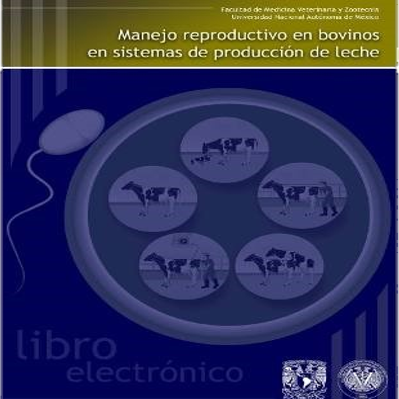 Facultad de Medicina Veterinaria y Zootecnia
Universidad Nacional Autónoma de México
Manejo reproductivo en bovinos
en sistemas de producción de leche
libro
electrónico